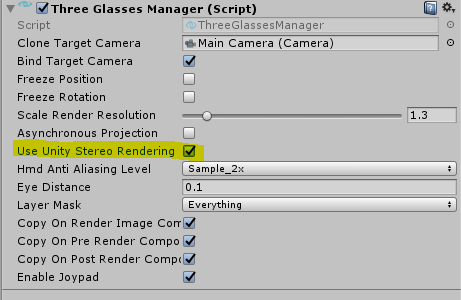 Three Glasses Manager (Script)
Script ThreeGlassesManager
Clone Target Camera Main Camera (Camera)
Bind Target Camera
Freeze Position
Freeze Rotation
Scale Render Resolution 1.3
Asynchronous Projection
Use Unity Stereo Rendering
Hmd Anti Aliasing Level Sample_2x
Eye Distance 0.1
Layer Mask Everything
Copy On Render Image Com
Copy On Pre Render Compo
Copy On Post Render Compo
Enable Joypad